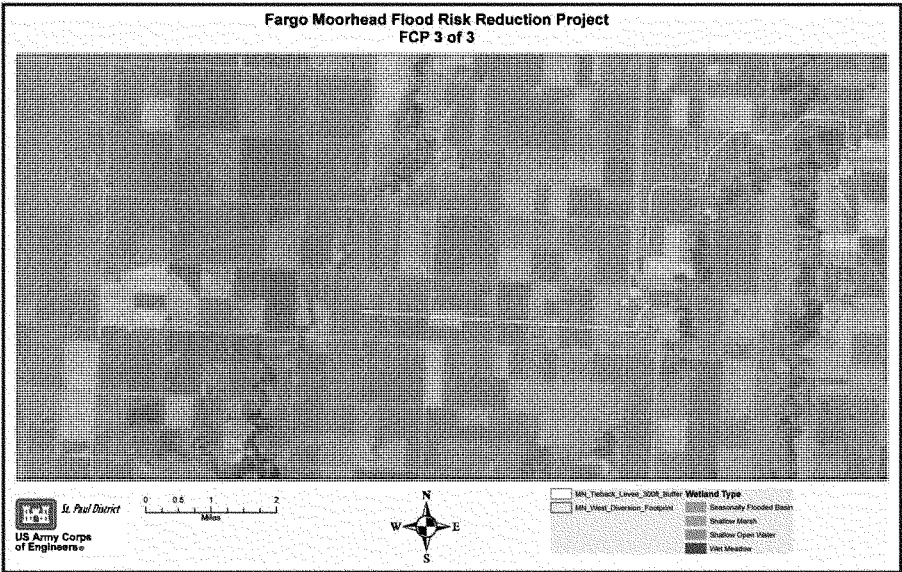 Fargo Moorhead Flood Risk Reduction Project
FCP 3 of 3
St. Paul District
US Army Corps
of Engineers®
0 0.5 1 2
Miles
N
W E
S
MN_Tieback_Levee_300ft_Buffer
MN_West_Diversion_Footprint
Wetland Type
Seasonally Flooded Basin
Shallow Marsh
Shallow Open Water
Wet Meadow